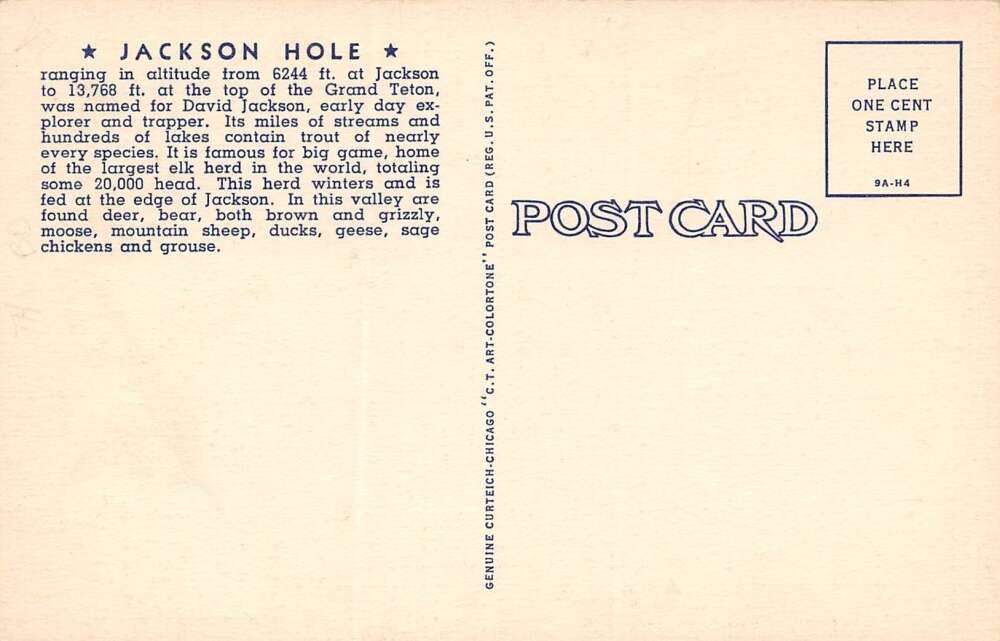 ★ JACKSON HOLE ★
ranging in altitude from 6244 ft. at Jackson
to 13,768 ft. at the top of the Grand Teton,
was named for David Jackson, early day ex-
plorer and trapper. Its miles of streams and
hundreds of lakes contain trout of nearly
every species. It is famous for big game, home
of the largest elk herd in the world, totaling
some 20,000 head. This herd winters and is
fed at the edge of Jackson. In this valley are
found deer, bear, both brown and grizzly,
moose, mountain sheep, ducks, geese, sage
chickens and grouse.
GENUINE CURTEICH-CHICAGO "C.T. ART-COLORTONE" POST CARD (REG. U.S. PAT. OFF.)
POST CARD
PLACE
ONE CENT
STAMP
HERE
9A-H4